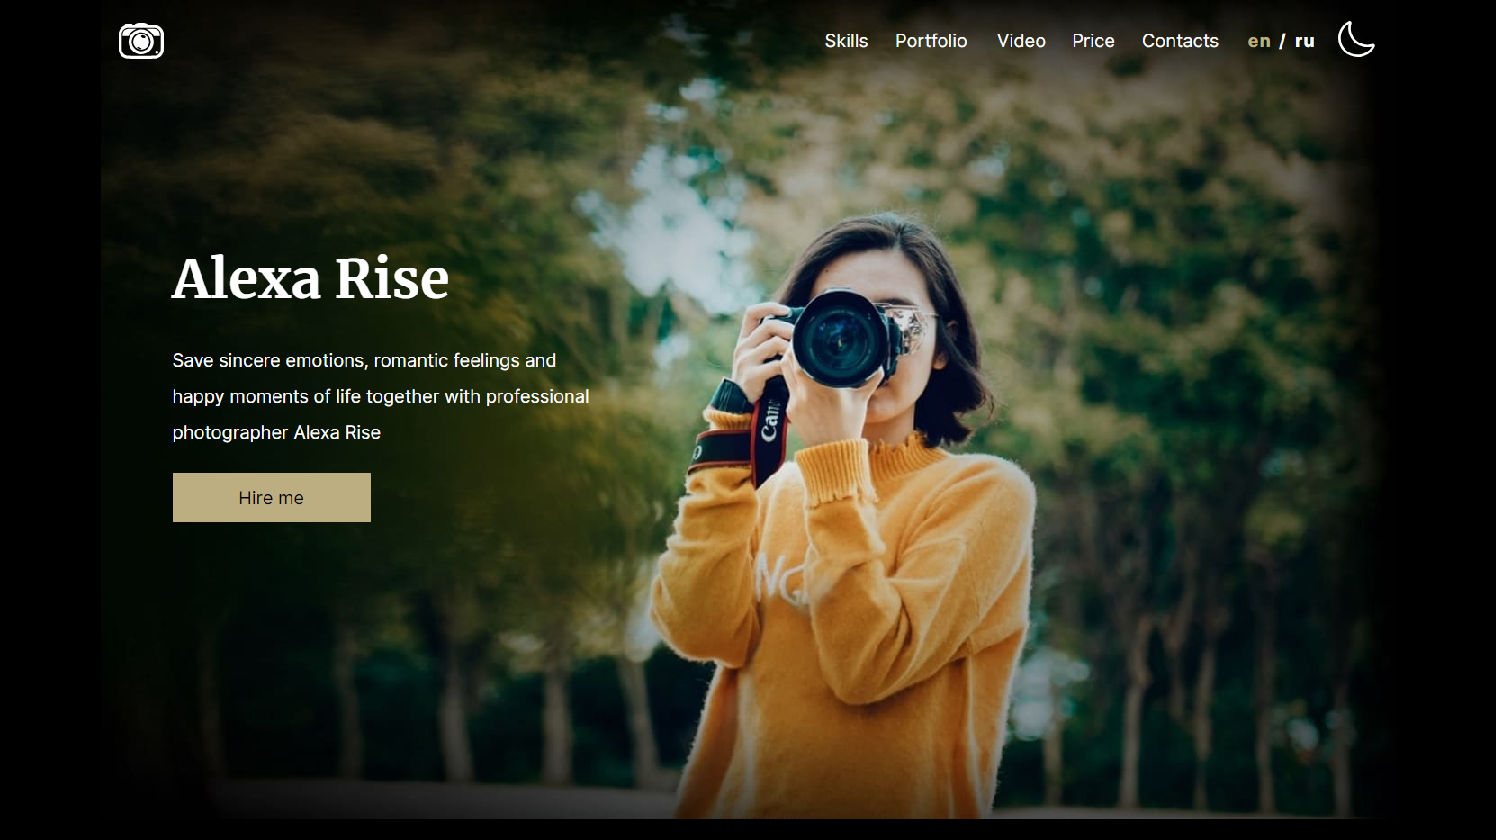 Skills Portfolio Video Price Contacts en / ru
Alexa Rise
Save sincere emotions, romantic feelings and
happy moments of life together with professional
photographer Alexa Rise
Hire me